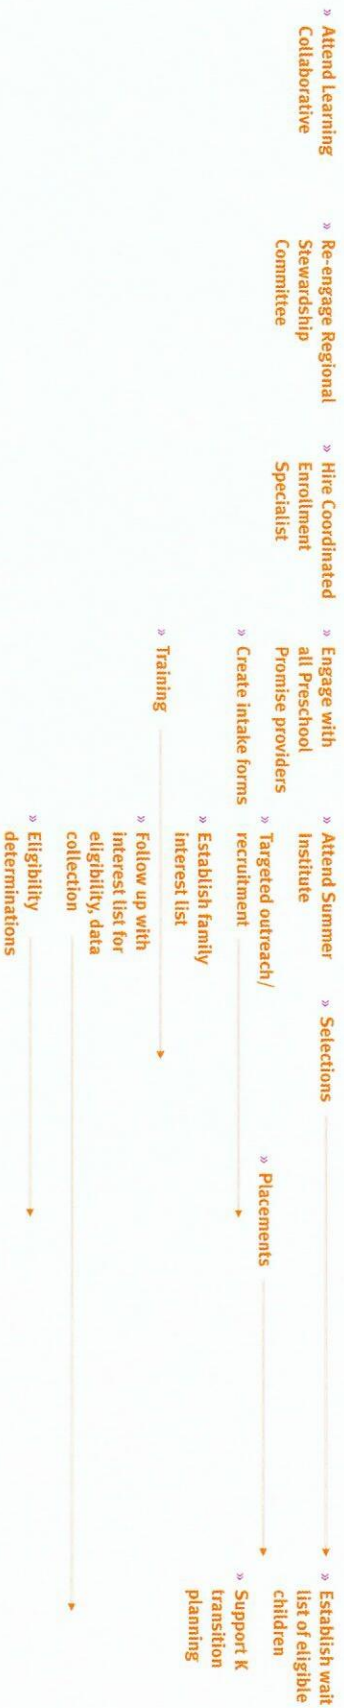 » Attend Learning
Collaborative
» Re-engage Regional
Stewardship
Committee
» Hire Coordinated
Enrollment
Specialist
» Engage with
all Preschool
Promise providers
» Create intake forms
» Training
» Attend Summer
Institute
» Targeted outreach/
recruitment
» Establish family
interest list
» Follow up with
interest list for
eligibility, data
collection
» Eligibility
determinations
» Selections
» Placements
» Establish wait
list of eligible
children
» Support K
transition
planning